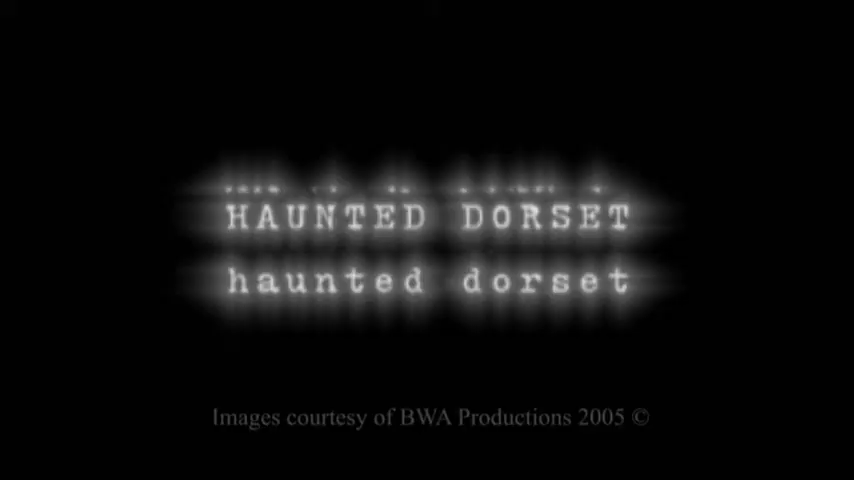 HAUNTED DORSET
haunted dorset
Images courtesy of BWA Productions 2005 ©